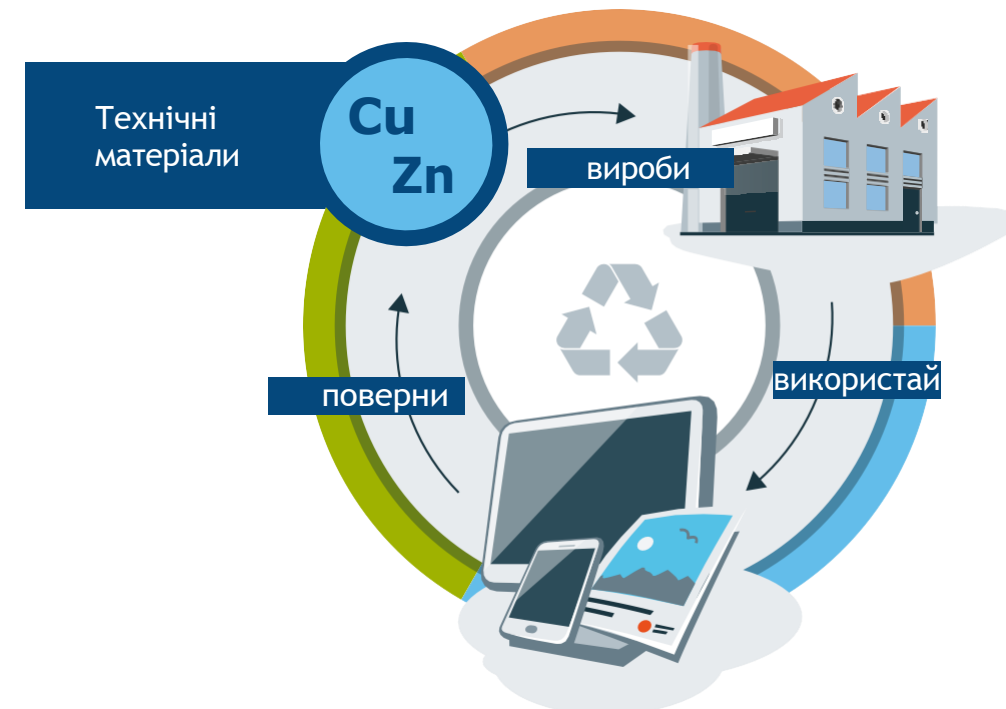 Технічні
матеріали
Cu
Zn
вироби
використай
поверни